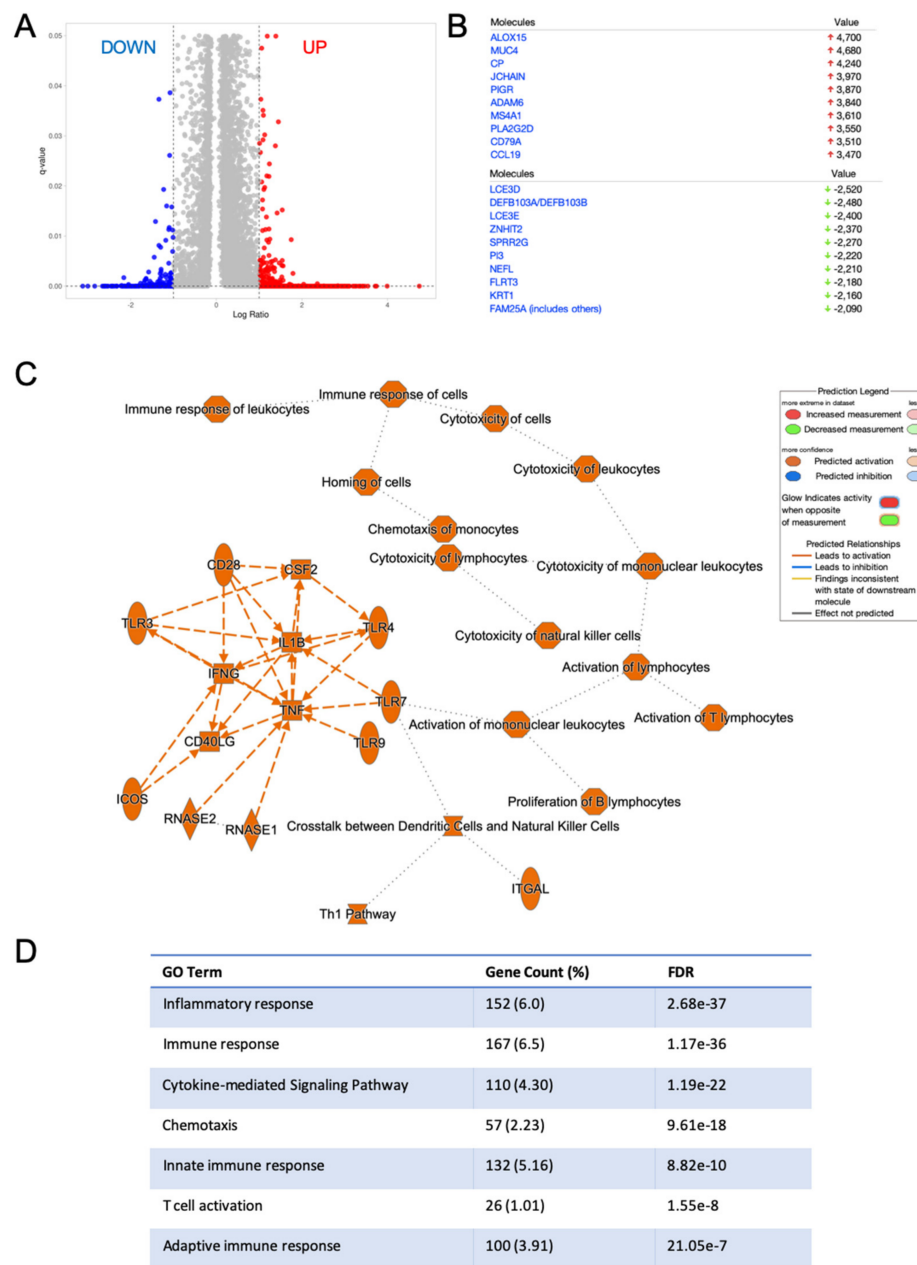 A
DOWN
UP
0.05
0.04
0.03
0.02
0.01
0.00
q-value
-2
0
2
4
Log Ratio
B
Molecules Value
ALOX15 ↑ 4,700
MUC4 ↑ 4,680
CP ↑ 4,240
JCHAIN ↑ 3,970
PIGR ↑ 3,870
ADAM6 ↑ 3,840
MS4A1 ↑ 3,610
PLA2G2D ↑ 3,550
CD79A ↑ 3,510
CCL19 ↑ 3,470
Molecules Value
LCE3D ↓ -2,520
DEFB103A/DEFB103B ↓ -2,480
LCE3E ↓ -2,400
ZNHIT2 ↓ -2,370
SPRR2G ↓ -2,270
PI3 ↓ -2,220
NEFL ↓ -2,210
FLRT3 ↓ -2,180
KRT1 ↓ -2,160
FAM25A (includes others) ↓ -2,090
C
Immune response of leukocytes
Immune response of cells
Cytotoxicity of cells
Cytotoxicity of leukocytes
Homing of cells
Chemotaxis of monocytes
Cytotoxicity of lymphocytes
Cytotoxicity of mononuclear leukocytes
Cytotoxicity of natural killer cells
Activation of lymphocytes
Activation of mononuclear leukocytes
Activation of T lymphocytes
Proliferation of B lymphocytes
CD28
CSF2
TLR3
TLR4
IL1B
IFNG
TNF
TLR7
CD40LG
TLR9
ICOS
RNASE2
RNASE1
Crosstalk between Dendritic Cells and Natural Killer Cells
ITGAL
Th1 Pathway
Prediction Legend
more extreme in dataset les
Increased measurement
Decreased measurement
more confidence les
Predicted activation
Predicted inhibition
Glow Indicates activity
when opposite
of measurement
Predicted Relationships
Leads to activation
Leads to inhibition
Findings inconsistent
with state of downstream
molecule
Effect not predicted
D
GO Term Gene Count (%) FDR
Inflammatory response 152 (6.0) 2.68e-37
Immune response 167 (6.5) 1.17e-36
Cytokine-mediated Signaling Pathway 110 (4.30) 1.19e-22
Chemotaxis 57 (2.23) 9.61e-18
Innate immune response 132 (5.16) 8.82e-10
T cell activation 26 (1.01) 1.55e-8
Adaptive immune response 100 (3.91) 21.05e-7